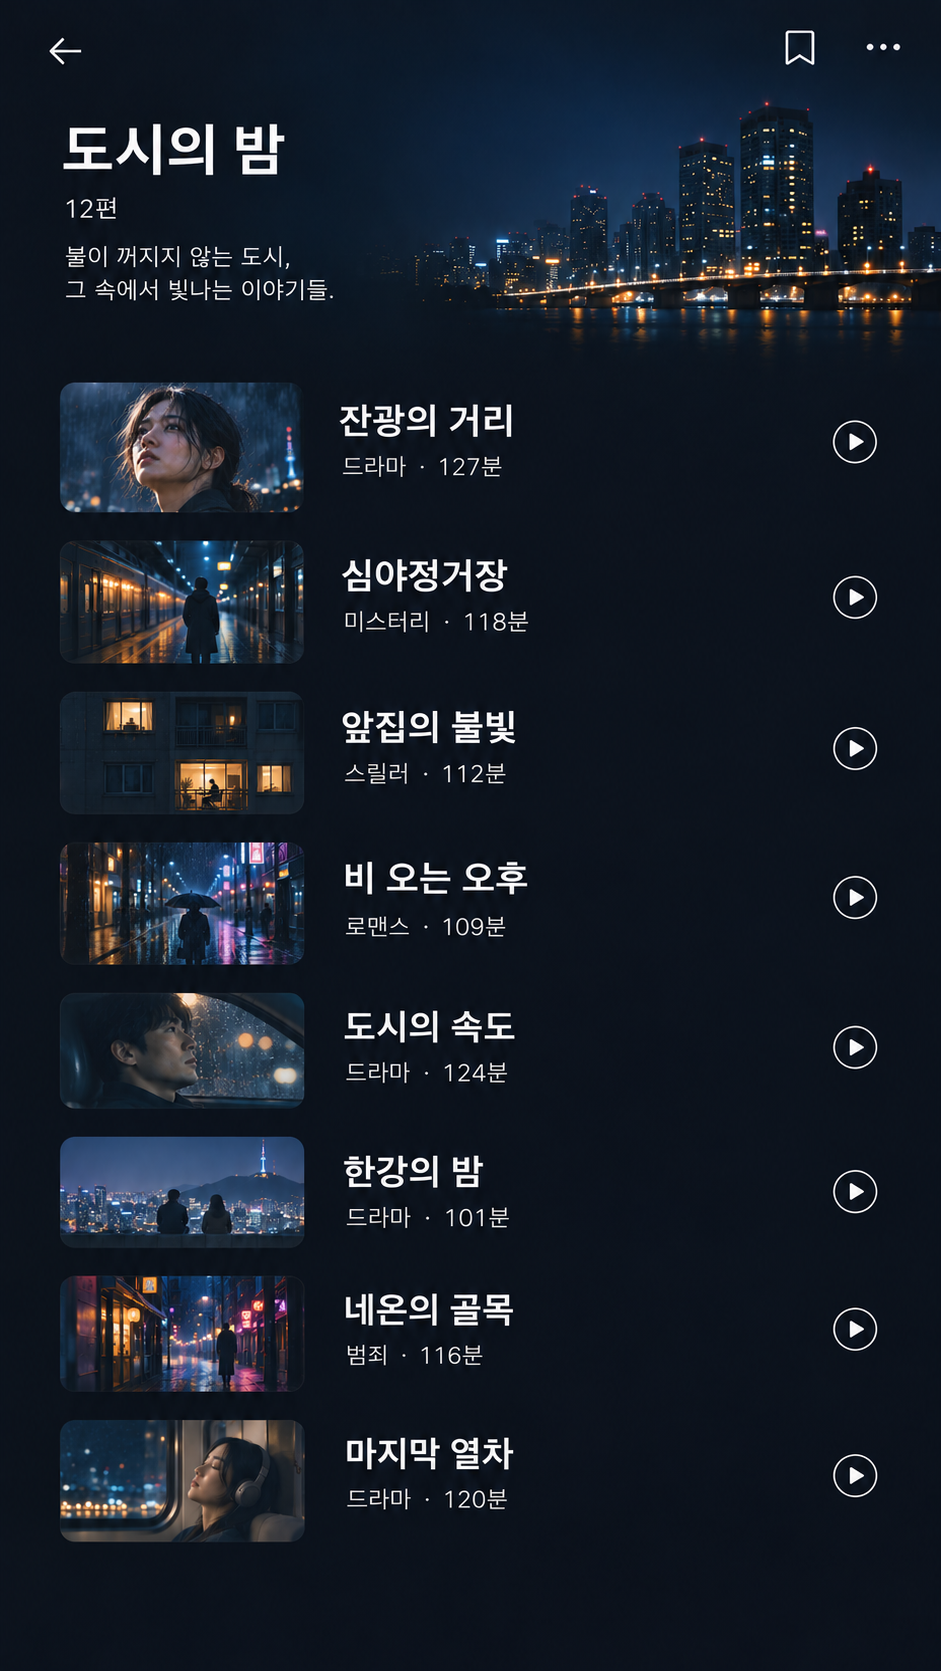 도시의 밤
12편
불이 꺼지지 않는 도시,
그 속에서 빛나는 이야기들.
잔광의 거리
드라마 · 127분
심야정거장
미스터리 · 118분
앞집의 불빛
스릴러 · 112분
비 오는 오후
로맨스 · 109분
도시의 속도
드라마 · 124분
한강의 밤
드라마 · 101분
네온의 골목
범죄 · 116분
마지막 열차
드라마 · 120분